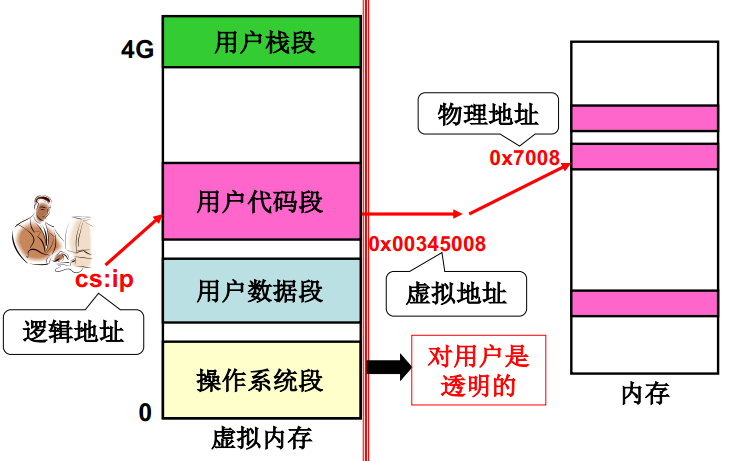 4G
用户栈段
物理地址
0x7008
用户代码段
0x00345008
cs:ip
用户数据段
虚拟地址
逻辑地址
对用户是
透明的
操作系统段
内存
0
虚拟内存